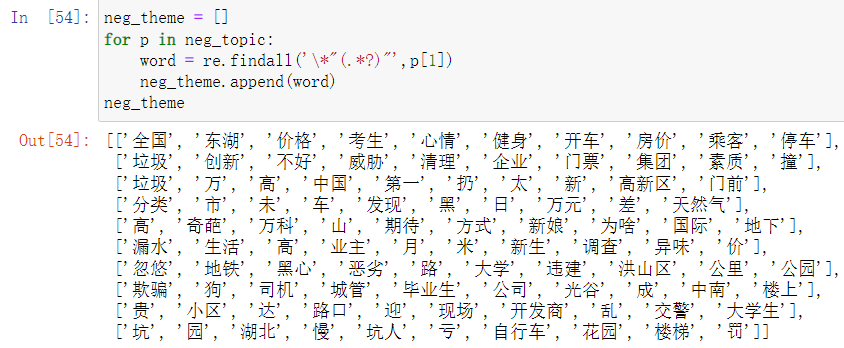 In [54]: neg_theme = []
for p in neg_topic:
    word = re.findall('\*"(.*?)"',p[1])
    neg_theme.append(word)
neg_theme
Out[54]: [['全国', '东湖', '价格', '考生', '心情', '健身', '开车', '房价', '乘客', '停车'],
['垃圾', '创新', '不好', '威胁', '清理', '企业', '门票', '集团', '素质', '撞'],
['垃圾', '万', '高', '中国', '第一', '扔', '太', '新', '高新区', '门前'],
['分类', '市', '未', '车', '发现', '黑', '日', '万元', '差', '天然气'],
['高', '奇葩', '万科', '山', '期待', '方式', '新娘', '为啥', '国际', '地下'],
['漏水', '生活', '高', '业主', '月', '米', '新生', '调查', '异味', '价'],
['忽悠', '地铁', '黑心', '恶劣', '路', '大学', '违建', '洪山区', '公里', '公园'],
['欺骗', '狗', '司机', '城管', '毕业生', '公司', '光谷', '成', '中南', '楼上'],
['贵', '小区', '达', '路口', '迎', '现场', '开发商', '乱', '交警', '大学生'],
['坑', '园', '湖北', '慢', '坑人', '亏', '自行车', '花园', '楼梯', '罚']]